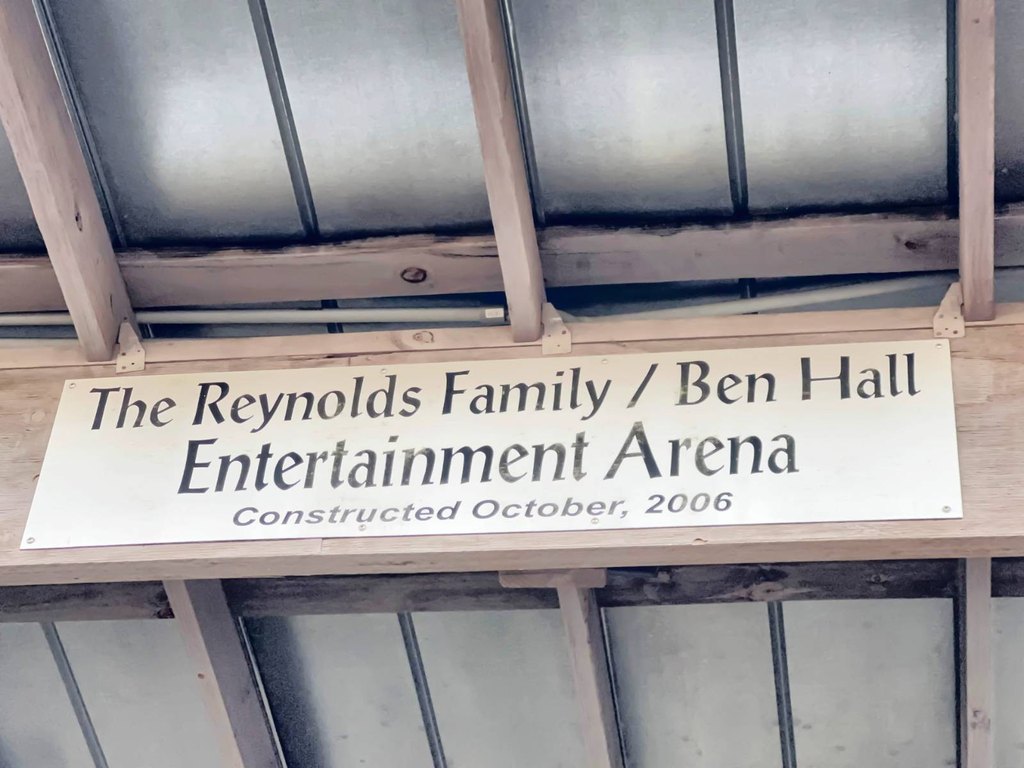 The Reynolds Family / Ben Hall
Entertainment Arena
Constructed October, 2006